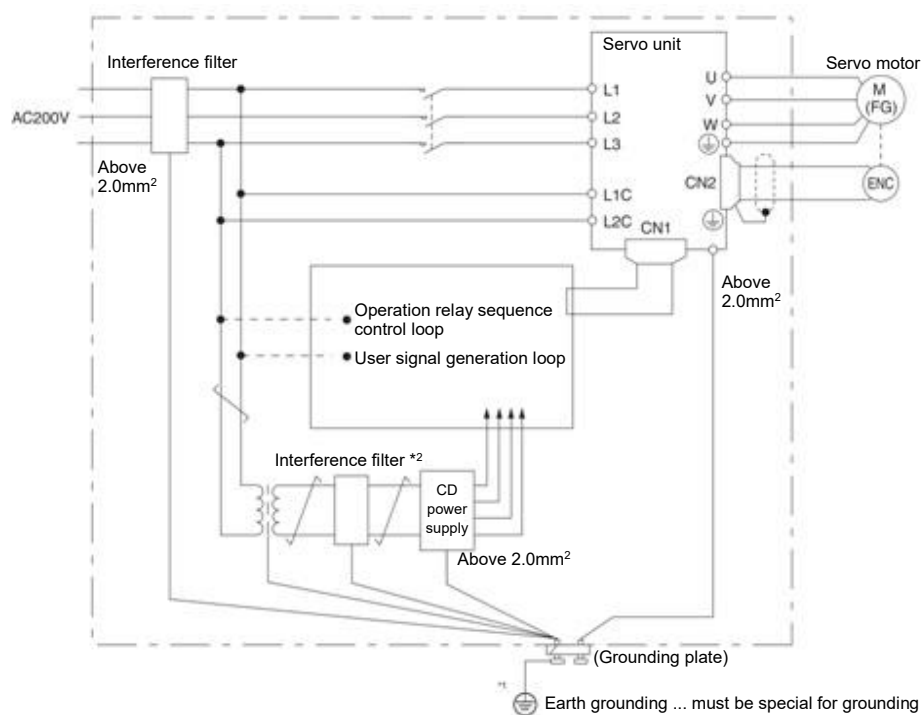 Servo unit
Interference filter
Servo motor
AC200V
L1
L2
L3
L1C
L2C
U
V
W
M
(FG)
CN2
ENC
CN1
Above
2.0mm²
Above
2.0mm²
Operation relay sequence
control loop
User signal generation loop
Interference filter *2
CD
power
supply
Above 2.0mm²
(Grounding plate)
*1
Earth grounding ... must be special for grounding